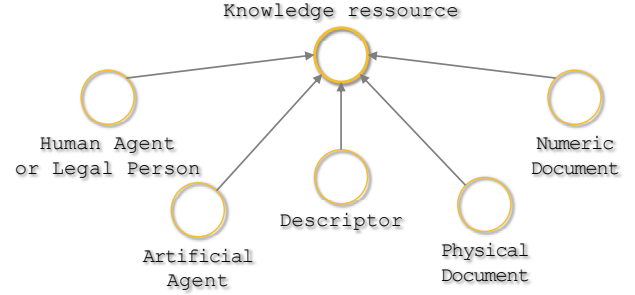 Knowledge ressource
Human Agent
or Legal Person
Numeric
Document
Descriptor
Artificial
Agent
Physical
Document